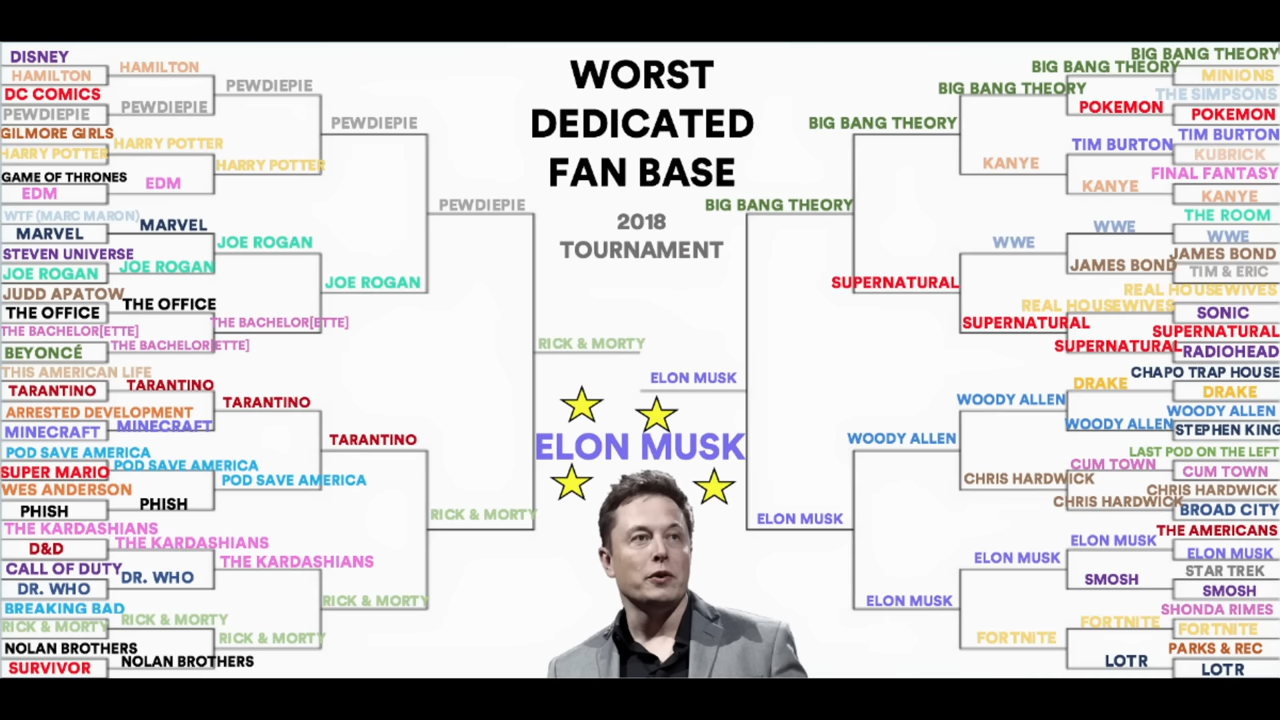 WORST
DEDICATED
FAN BASE
2018
TOURNAMENT
DISNEY
HAMILTON
DC COMICS
PEWDIEPIE
GILMORE GIRLS
HARRY POTTER
GAME OF THRONES
EDM
WTF (MARC MARON)
MARVEL
STEVEN UNIVERSE
JOE ROGAN
JUDD APATOW
THE OFFICE
THE BACHELOR[ETTE]
BEYONCÉ
THIS AMERICAN LIFE
TARANTINO
ARRESTED DEVELOPMENT
MINECRAFT
POD SAVE AMERICA
SUPER MARIO
WES ANDERSON
PHISH
THE KARDASHIANS
D&D
CALL OF DUTY
DR. WHO
BREAKING BAD
RICK & MORTY
NOLAN BROTHERS
SURVIVOR
HAMILTON
PEWDIEPIE
HARRY POTTER
EDM
MARVEL
JOE ROGAN
THE OFFICE
THE BACHELOR[ETTE]
TARANTINO
MINECRAFT
POD SAVE AMERICA
PHISH
THE KARDASHIANS
DR. WHO
RICK & MORTY
NOLAN BROTHERS
PEWDIEPIE
HARRY POTTER
JOE ROGAN
THE BACHELOR[ETTE]
TARANTINO
POD SAVE AMERICA
THE KARDASHIANS
RICK & MORTY
PEWDIEPIE
JOE ROGAN
TARANTINO
RICK & MORTY
PEWDIEPIE
RICK & MORTY
RICK & MORTY
ELON MUSK
ELON MUSK
BIG BANG THEORY
ELON MUSK
BIG BANG THEORY
SUPERNATURAL
WOODY ALLEN
ELON MUSK
BIG BANG THEORY
KANYE
WWE
SUPERNATURAL
WOODY ALLEN
CHRIS HARDWICK
ELON MUSK
FORTNITE
BIG BANG THEORY
POKEMON
TIM BURTON
KANYE
WWE
JAMES BOND
REAL HOUSEWIVES
SUPERNATURAL
DRAKE
WOODY ALLEN
CUM TOWN
CHRIS HARDWICK
ELON MUSK
SMOSH
FORTNITE
LOTR
BIG BANG THEORY
MINIONS
THE SIMPSONS
POKEMON
TIM BURTON
KUBRICK
FINAL FANTASY
KANYE
THE ROOM
WWE
JAMES BOND
TIM & ERIC
REAL HOUSEWIVES
SONIC
SUPERNATURAL
RADIOHEAD
CHAPO TRAP HOUSE
DRAKE
WOODY ALLEN
STEPHEN KING
LAST POD ON THE LEFT
CUM TOWN
CHRIS HARDWICK
BROAD CITY
THE AMERICANS
ELON MUSK
STAR TREK
SMOSH
SHONDA RIMES
FORTNITE
PARKS & REC
LOTR